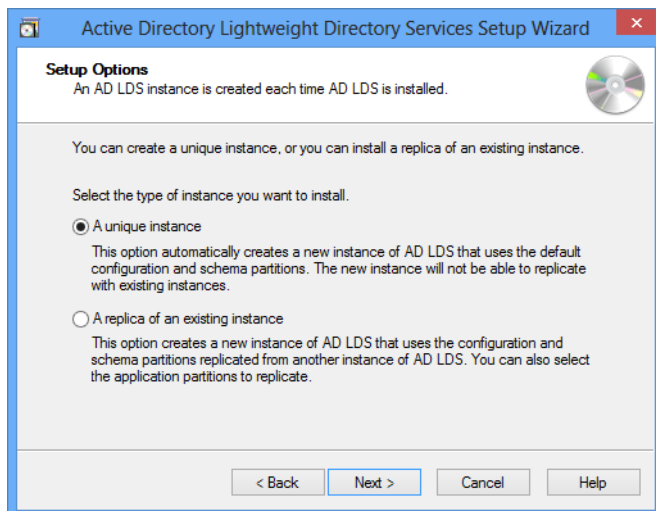 Active Directory Lightweight Directory Services Setup Wizard
Setup Options
An AD LDS instance is created each time AD LDS is installed.
You can create a unique instance, or you can install a replica of an existing instance.
Select the type of instance you want to install.
A unique instance
This option automatically creates a new instance of AD LDS that uses the default
configuration and schema partitions. The new instance will not be able to replicate
with existing instances.
A replica of an existing instance
This option creates a new instance of AD LDS that uses the configuration and
schema partitions replicated from another instance of AD LDS. You can also select
the application partitions to replicate.
< Back Next > Cancel Help